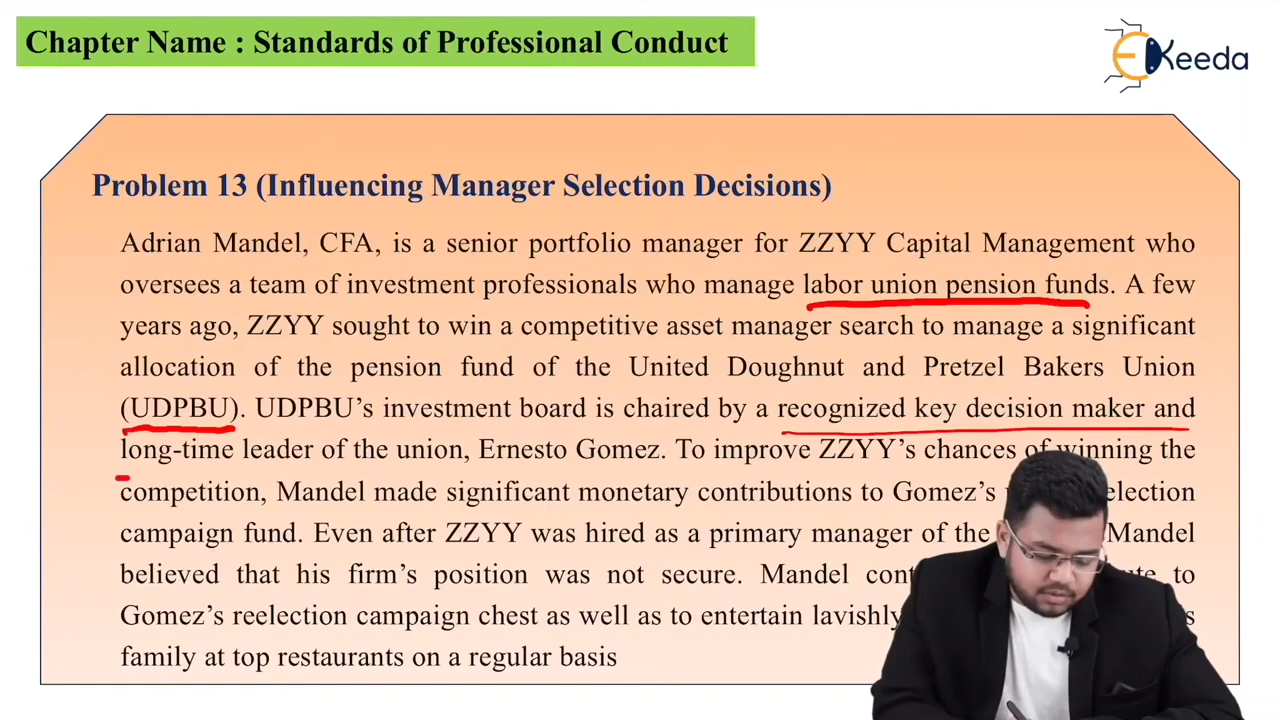 Chapter Name : Standards of Professional Conduct
EKeeda
Problem 13 (Influencing Manager Selection Decisions)
Adrian Mandel, CFA, is a senior portfolio manager for ZZYY Capital Management who
oversees a team of investment professionals who manage labor union pension funds. A few
years ago, ZZYY sought to win a competitive asset manager search to manage a significant
allocation of the pension fund of the United Doughnut and Pretzel Bakers Union
(UDPBU). UDPBU's investment board is chaired by a recognized key decision maker and
long-time leader of the union, Ernesto Gomez. To improve ZZYY's chances of winning the
competition, Mandel made significant monetary contributions to Gomez's election
campaign fund. Even after ZZYY was hired as a primary manager of the Mandel
believed that his firm's position was not secure. Mandel to
Gomez's reelection campaign chest as well as to entertain lavishly
family at top restaurants on a regular basis